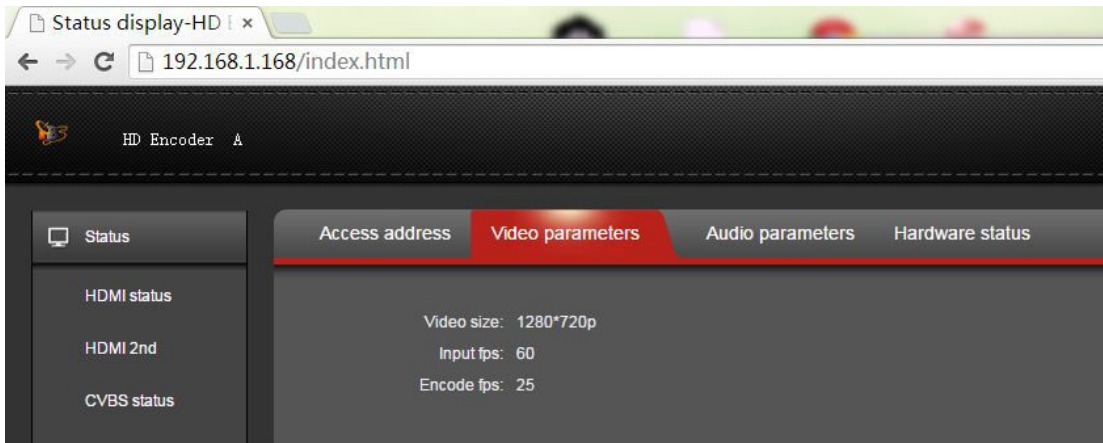 Status display-HD E
192.168.1.168/index.html
HD Encoder A
Status
Access address Video parameters Audio parameters Hardware status
HDMI status
HDMI 2nd
CVBS status
Video size: 1280*720p
Input fps: 60
Encode fps: 25